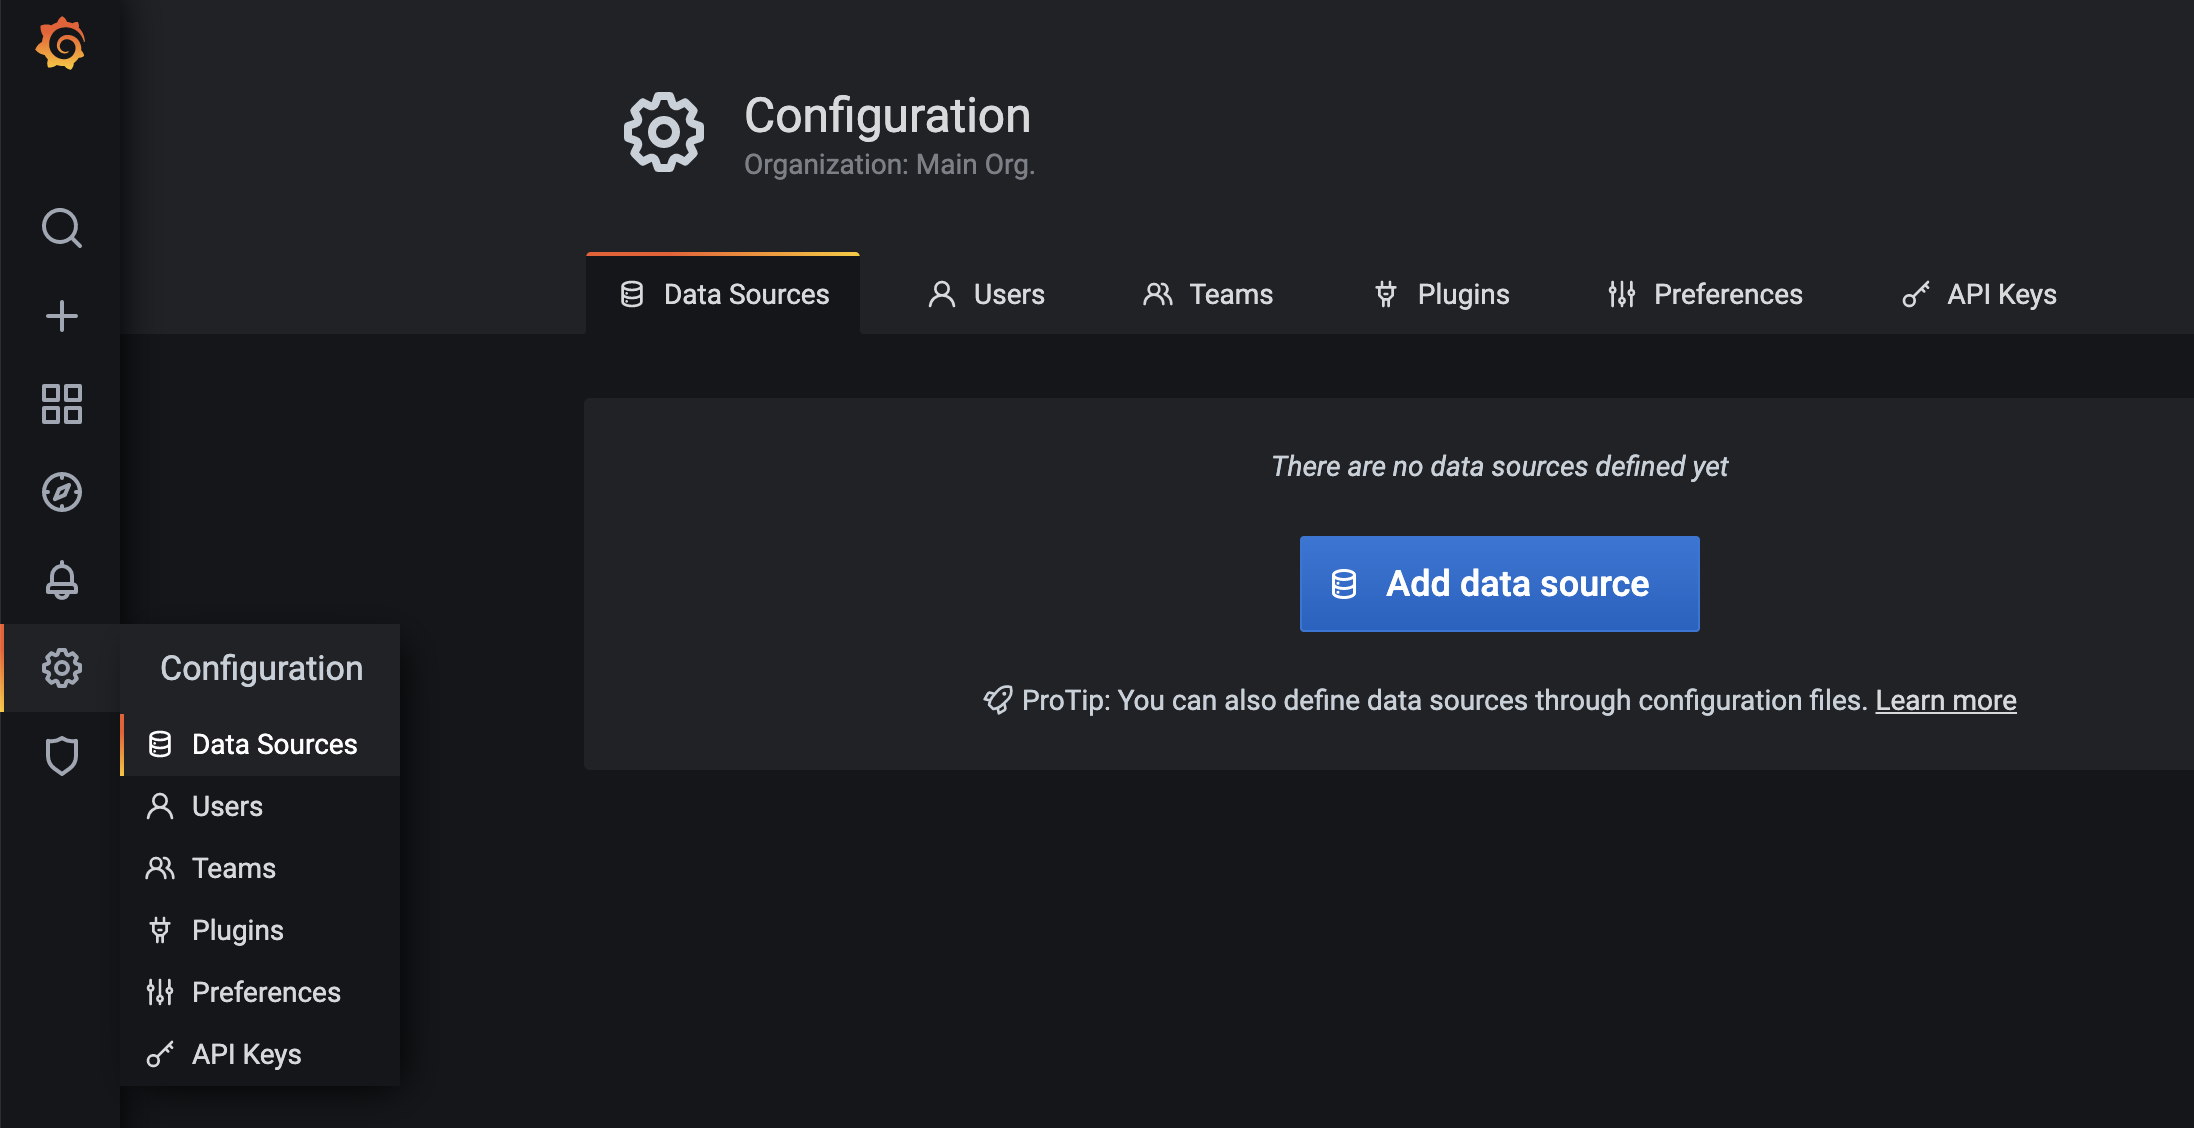 Configuration
Organization: Main Org.
Data Sources
Users
Teams
Plugins
Preferences
API Keys
There are no data sources defined yet
Add data source
ProTip: You can also define data sources through configuration files. Learn more
Configuration
Data Sources
Users
Teams
Plugins
Preferences
API Keys